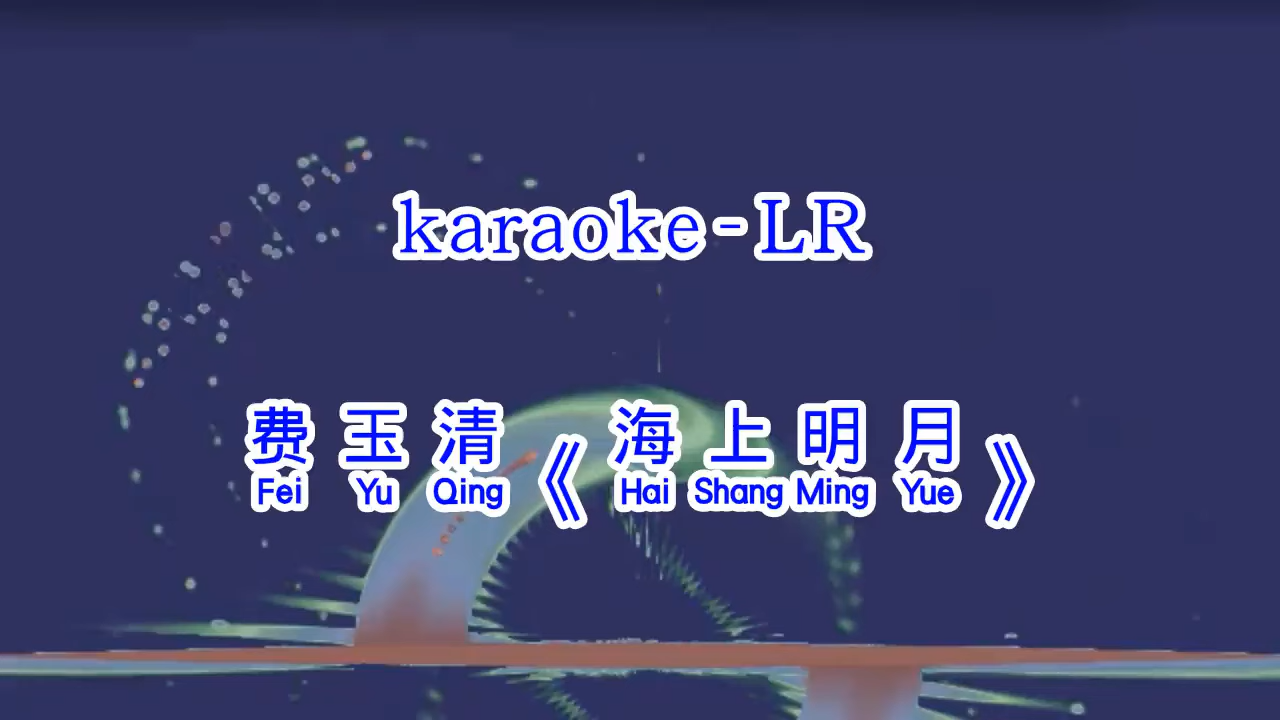 karaoke-LR
费玉清《海上明月》
Fei Yu Qing Hai Shang Ming Yue